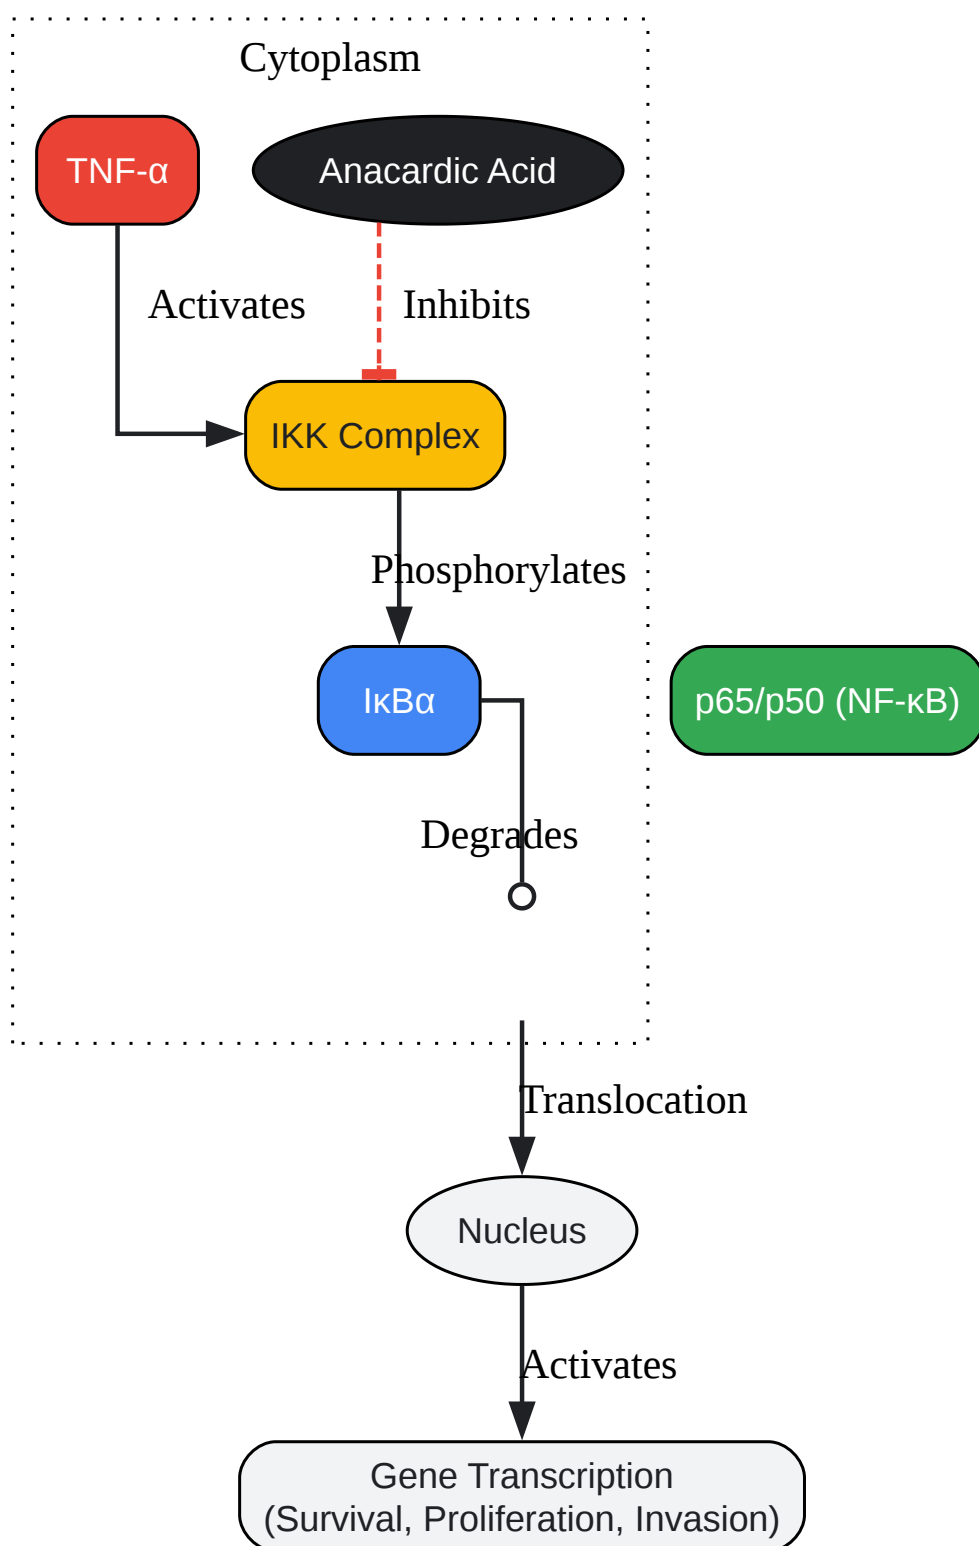 Cytoplasm
TNF-α
Anacardic Acid
Activates
Inhibits
IKK Complex
Phosphorylates
IκBα
p65/p50 (NF-κB)
Degrades
Translocation
Nucleus
Activates
Gene Transcription
(Survival, Proliferation, Invasion)